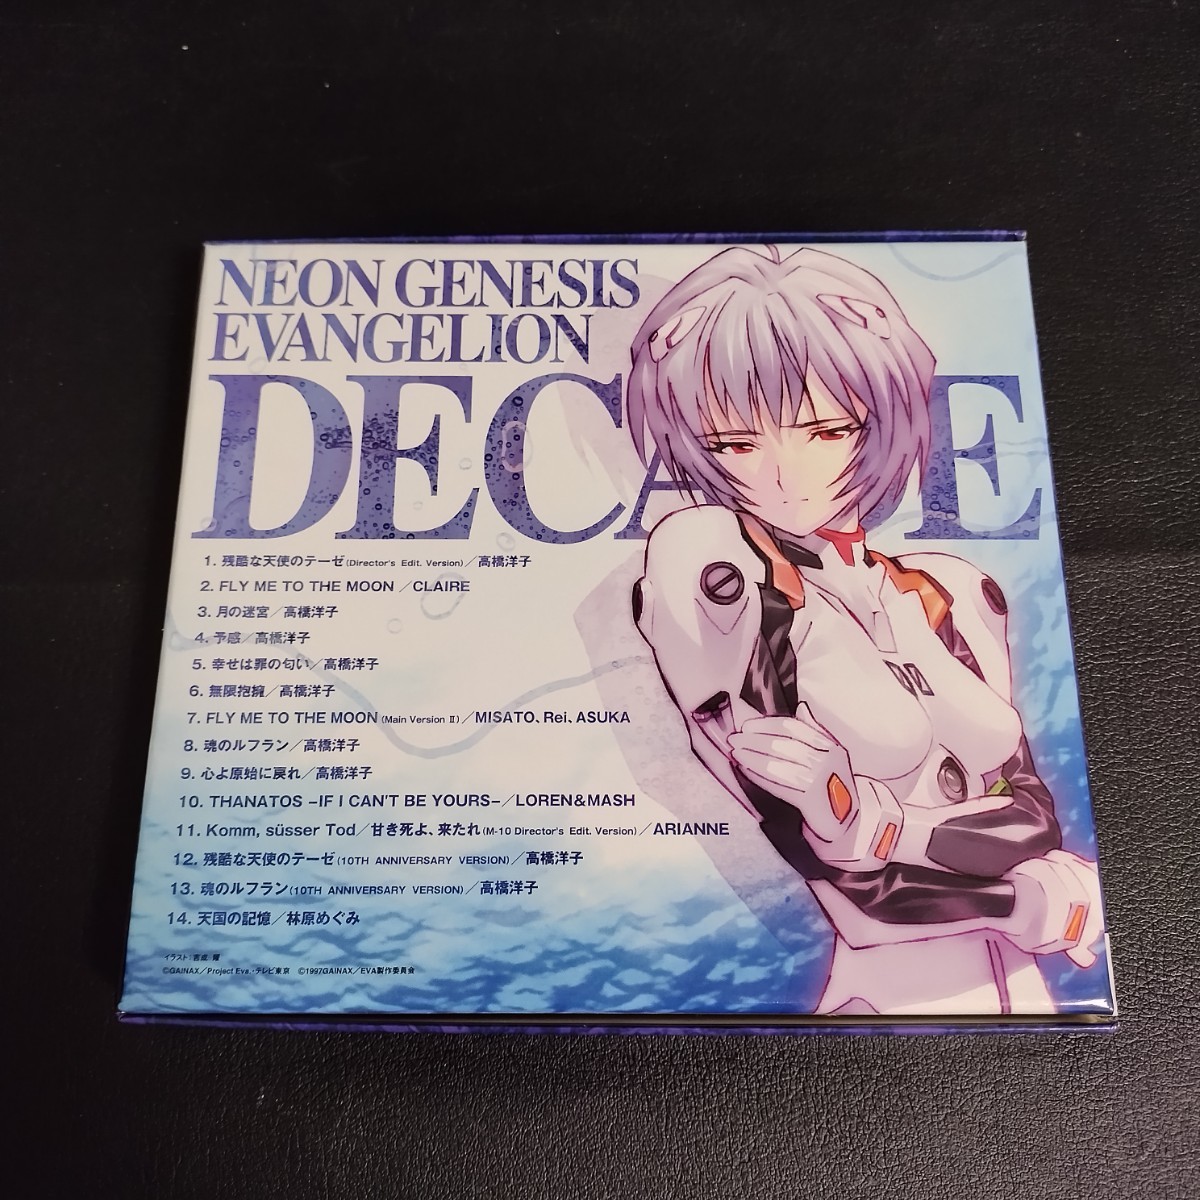 NEON GENESIS
EVANGELION
DECADE
00
1. 残酷な天使のテーゼ(Director's Edit. Version)／高橋洋子
2. FLY ME TO THE MOON ／CLAIRE
3. 月の迷宮／高橋洋子
4. 予感／高橋洋子
5. 幸せは罪の匂い／高橋洋子
6. 無限抱擁／高橋洋子
7. FLY ME TO THE MOON(Main Version Ⅱ)／MISATO、Rei、ASUKA
8. 魂のルフラン／高橋洋子
9. 心よ原始に戻れ／高橋洋子
10. THANATOS −IF I CAN'T BE YOURS−／LOREN&MASH
11. Komm, süsser Tod／甘き死よ、来たれ(M-10 Director's Edit. Version)／ARIANNE
12. 残酷な天使のテーゼ(10TH ANNIVERSARY VERSION)／高橋洋子
13. 魂のルフラン(10TH ANNIVERSARY VERSION)／高橋洋子
14. 天国の記憶／林原めぐみ
イラスト：吉成 曜
©GAINAX／Project Eva.・テレビ東京 ©1997GAINAX／EVA製作委員会